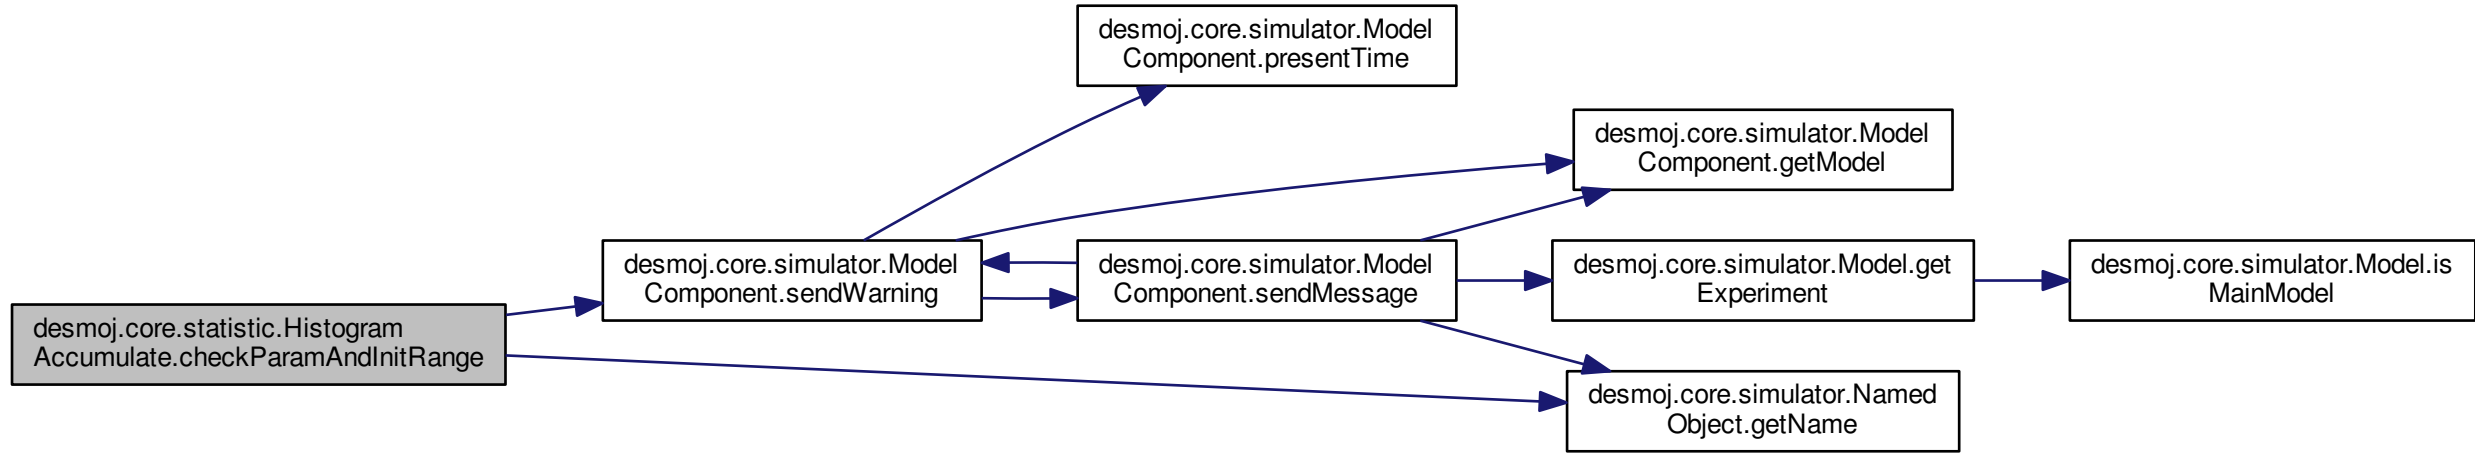 desmoj.core.simulator.Model
Component.presentTime
desmoj.core.simulator.Model
Component.getModel
desmoj.core.simulator.Model
Component.sendWarning
desmoj.core.simulator.Model
Component.sendMessage
desmoj.core.simulator.Model.get
Experiment
desmoj.core.simulator.Model.is
MainModel
desmoj.core.statistic.Histogram
Accumulate.checkParamAndInitRange
desmoj.core.simulator.Named
Object.getName